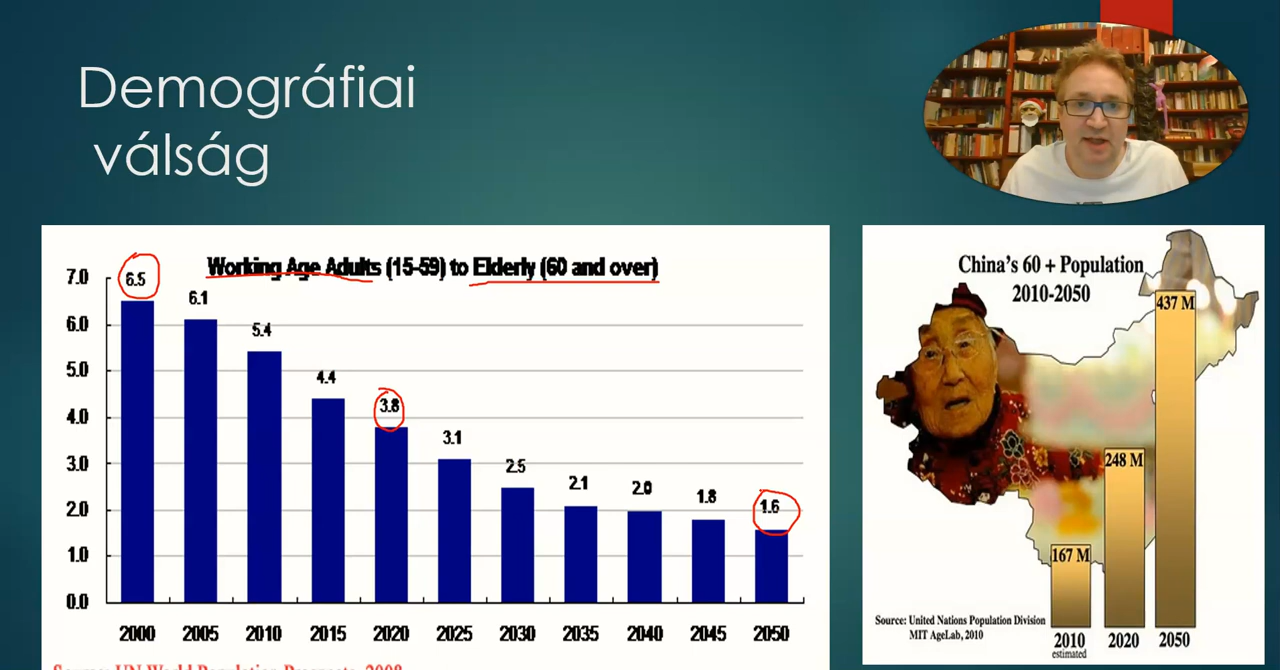 Demográfiai
válság
Working Age Adults (15-59) to Elderly (60 and over)
7.0
6.0
5.0
4.0
3.0
2.0
1.0
0.0
6.5
6.1
5.4
4.4
3.8
3.1
2.5
2.1
2.0
1.8
1.6
2000 2005 2010 2015 2020 2025 2030 2035 2040 2045 2050
Source: UN World Population Prospects, 2008
China's 60 + Population
2010-2050
437 M
248 M
167 M
Source: United Nations Population Division
MIT AgeLab, 2010
2010 2020 2050
estimated